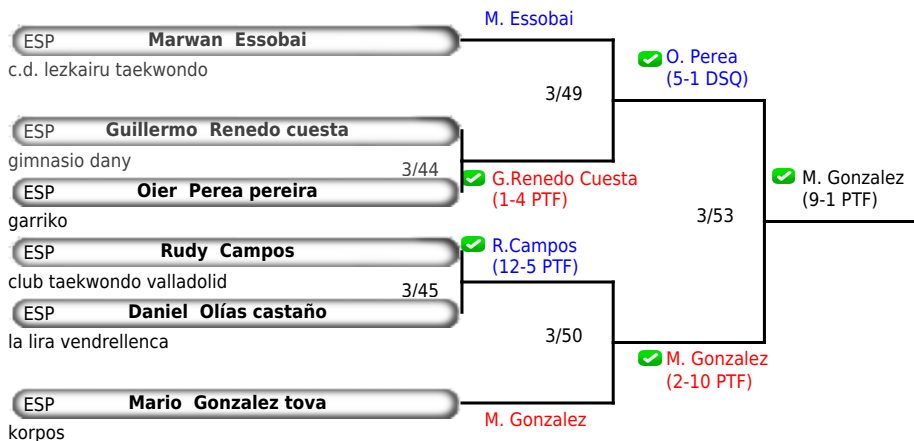 M. Essobai
ESP Marwan Essobai
c.d. lezkairu taekwondo
O. Perea
(5-1 DSQ)
3/49
ESP Guillermo Renedo cuesta
gimnasio dany
3/44
G.Renedo Cuesta
(1-4 PTF)
ESP Oier Perea pereira
garriko
M. Gonzalez
(9-1 PTF)
3/53
ESP Rudy Campos
club taekwondo valladolid
R.Campos
(12-5 PTF)
3/45
ESP Daniel Olías castaño
la lira vendrellenca
3/50
M. Gonzalez
(2-10 PTF)
ESP Mario Gonzalez tova
korpos
M. Gonzalez